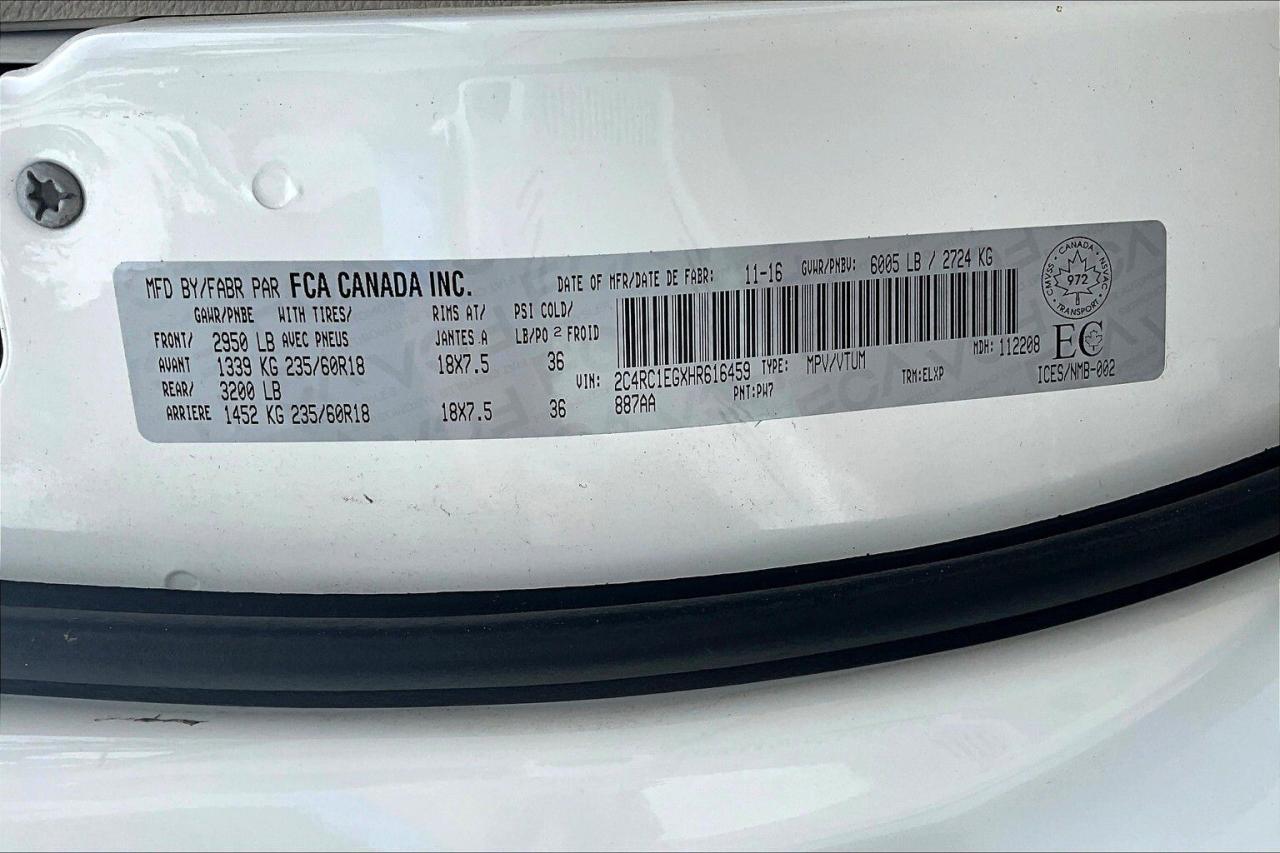 MFD BY/FABR PAR FCA CANADA INC. DATE OF MFR/DATE DE FABR: 11-16 GVWR/PNBV: 6005 LB / 2724 KG
GAWR/PNBE WITH TIRES/ RIMS AT/ PSI COLD/
FRONT/ 2950 LB AVEC PNEUS JANTES A LB/PO 2 FROID
AVANT 1339 KG 235/60R18 18X7.5 36
REAR/ 3200 LB
ARRIERE 1452 KG 235/60R18 18X7.5 36
VIN: 2C4RC1EGXHR616459 TYPE: MPV/VTUM MDH: 112208
887AA PNT:PW7 TRM:ELXP
CANADA
CMVSS NSVAC
972
TRANSPORT
EC
ICES/NMB-002